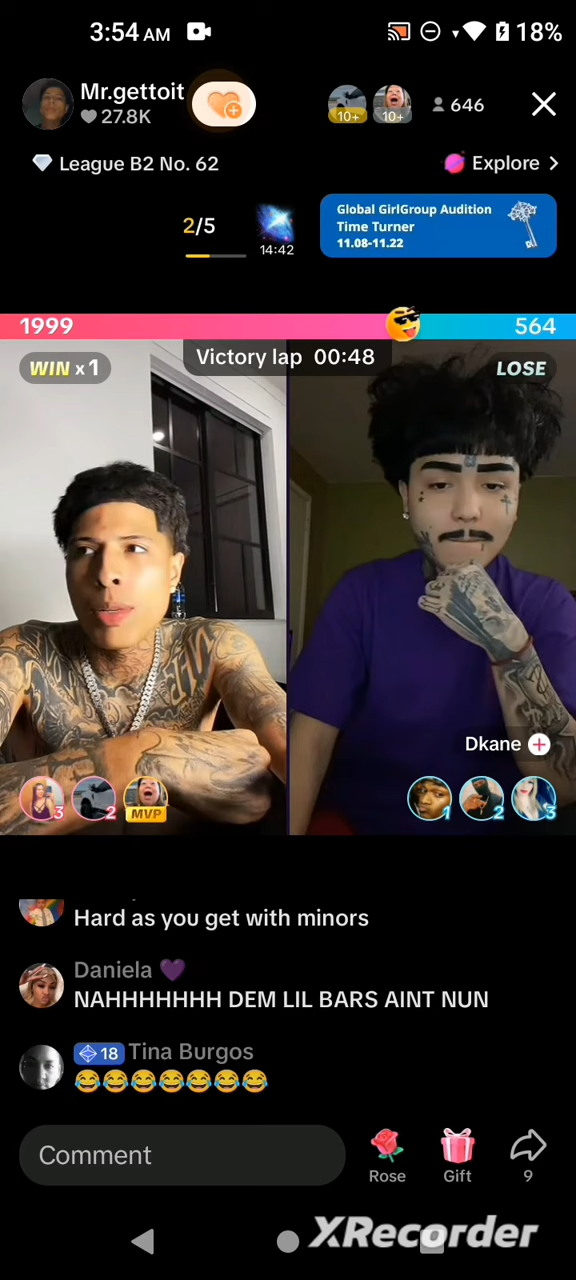 3:54 AM
18%
Mr.gettoit
27.8K
10+
10+
646
League B2 No. 62
Explore >
2/5
14:42
Global GirlGroup Audition
Time Turner
11.08-11.22
1999
564
WIN x 1
Victory lap 00:48
LOSE
Dkane
3
2
MVP
1
2
3
Hard as you get with minors
Daniela 💜
NAHHHHHHH DEM LIL BARS AINT NUN
18 Tina Burgos
😂😂😂😂😂😂😂
Comment
Rose
Gift
9
XRecorder